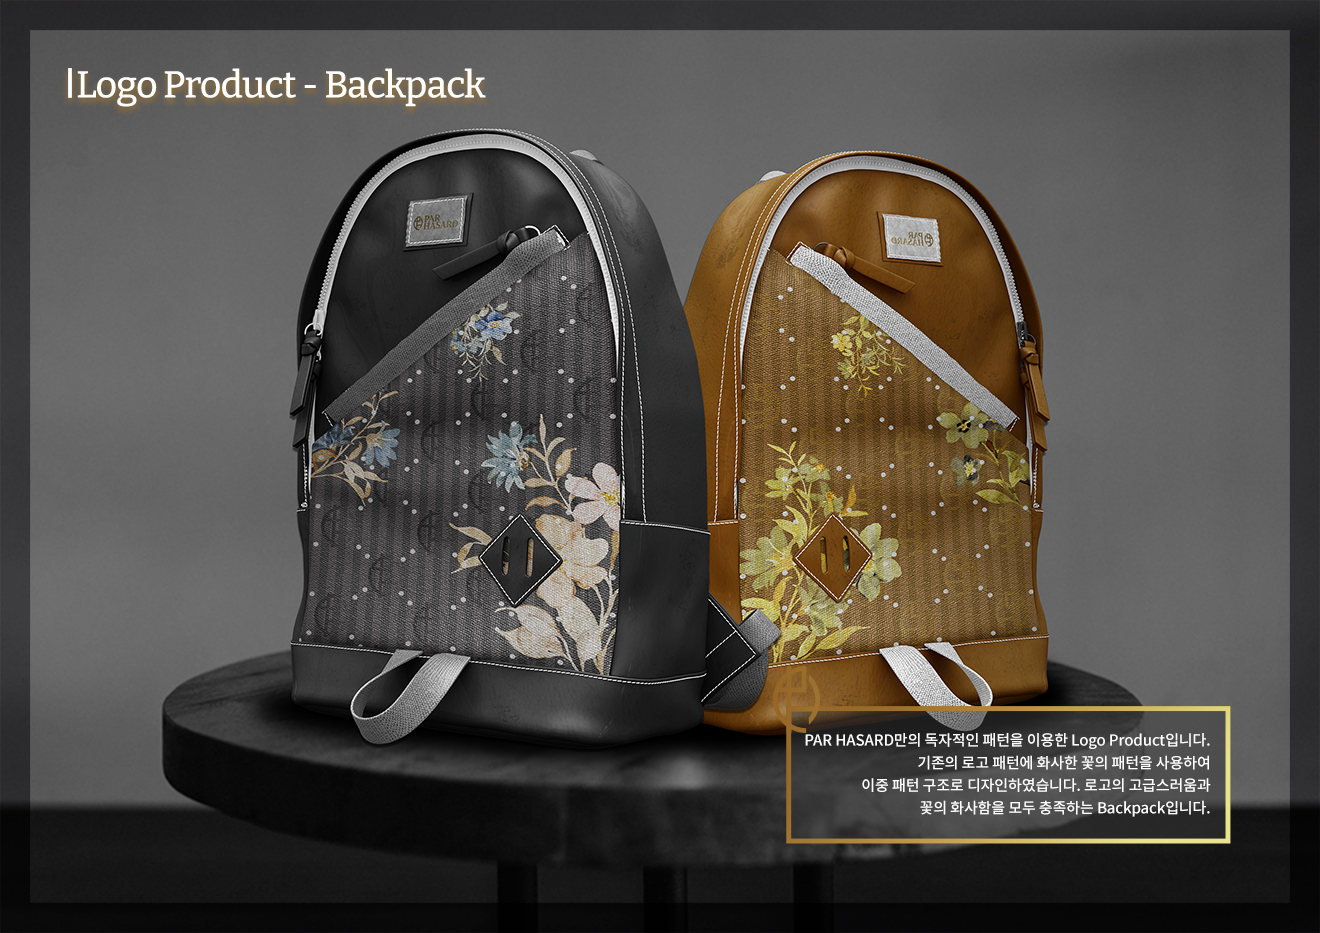 Logo Product - Backpack
PAR
HASARD
PAR
HASARD
PAR HASARD만의 독자적인 패턴을 이용한 Logo Product입니다.
기존의 로고 패턴에 화사한 꽃의 패턴을 사용하여
이중 패턴 구조로 디자인하였습니다. 로고의 고급스러움과
꽃의 화사함을 모두 충족하는 Backpack입니다.